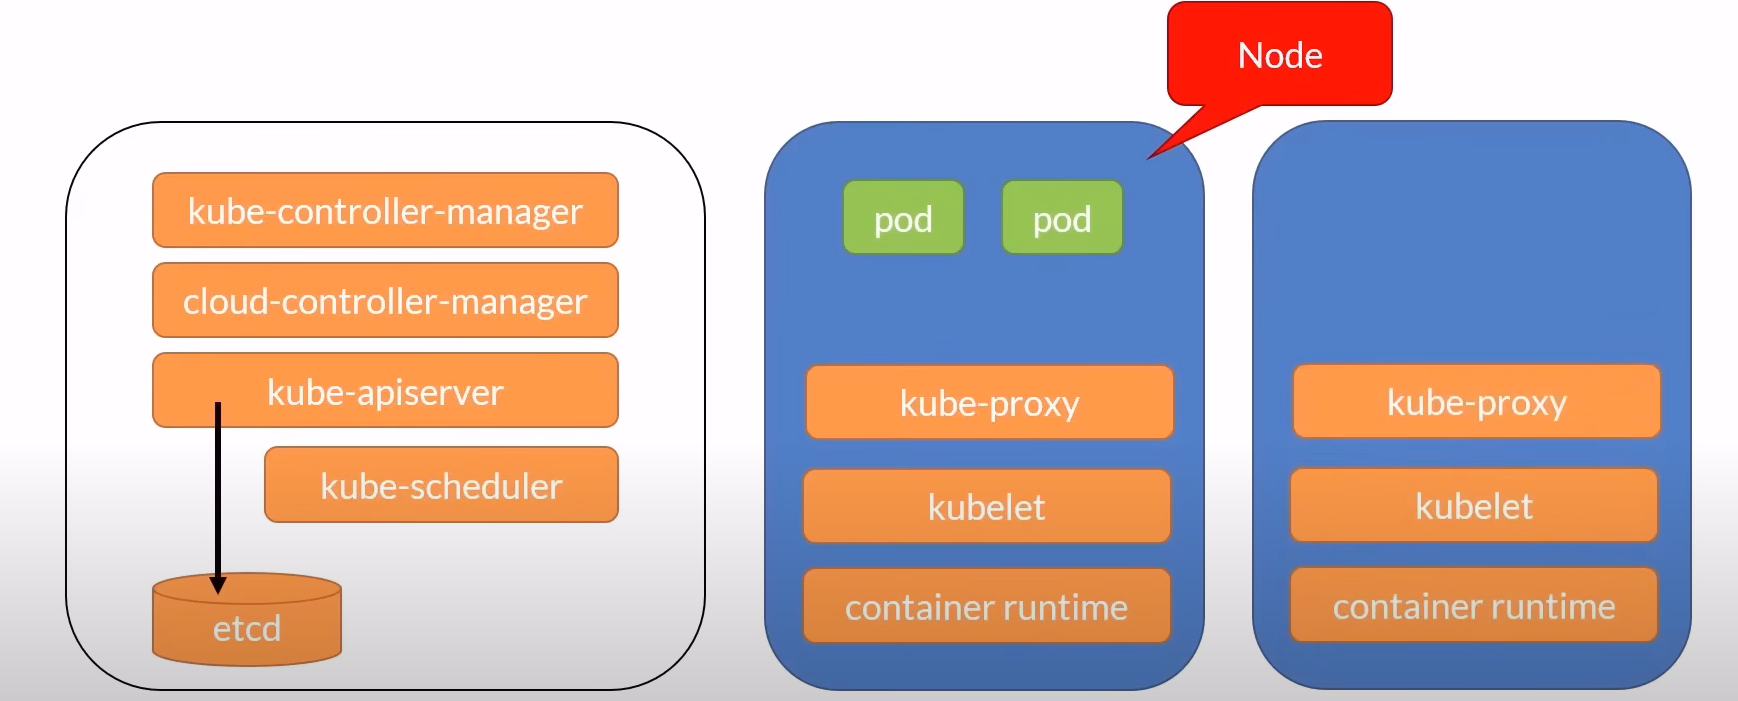 Node
kube-controller-manager
cloud-controller-manager
kube-apiserver
kube-scheduler
etcd
pod
pod
kube-proxy
kubelet
container runtime
kube-proxy
kubelet
container runtime